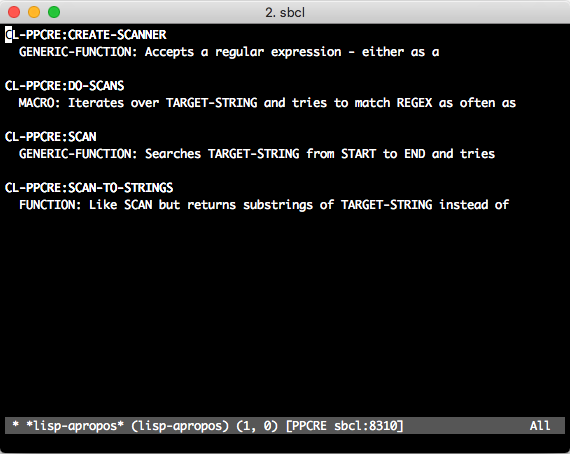 2. sbcl
CL-PPCRE:CREATE-SCANNER
GENERIC-FUNCTION: Accepts a regular expression - either as a
CL-PPCRE:DO-SCANS
MACRO: Iterates over TARGET-STRING and tries to match REGEX as often as
CL-PPCRE:SCAN
GENERIC-FUNCTION: Searches TARGET-STRING from START to END and tries
CL-PPCRE:SCAN-TO-STRINGS
FUNCTION: Like SCAN but returns substrings of TARGET-STRING instead of
* *lisp-apropos* (lisp-apropos) (1, 0) [PPCRE sbcl:8310] All